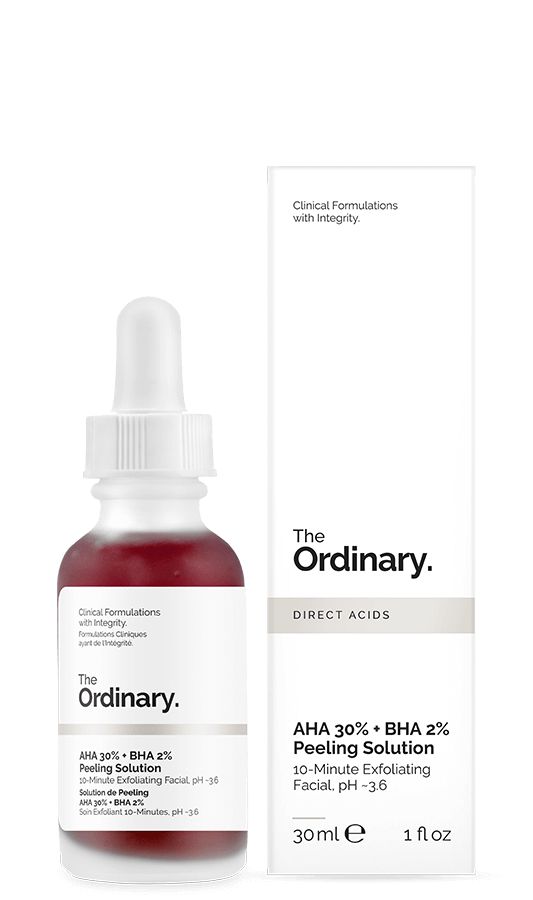 Clinical Formulations
with Integrity.
Formulations Cliniques
ayant de l'Intégrité.
The
Ordinary.
AHA 30% + BHA 2%
Peeling Solution
10-Minute Exfoliating Facial, pH ~3.6
Solution de Peeling
AHA 30% + BHA 2%
Soin Exfoliant 10-Minutes, pH ~3.6
Clinical Formulations
with Integrity.
The
Ordinary.
DIRECT ACIDS
AHA 30% + BHA 2%
Peeling Solution
10-Minute Exfoliating
Facial, pH ~3.6
30 ml ℮ 1 fl oz